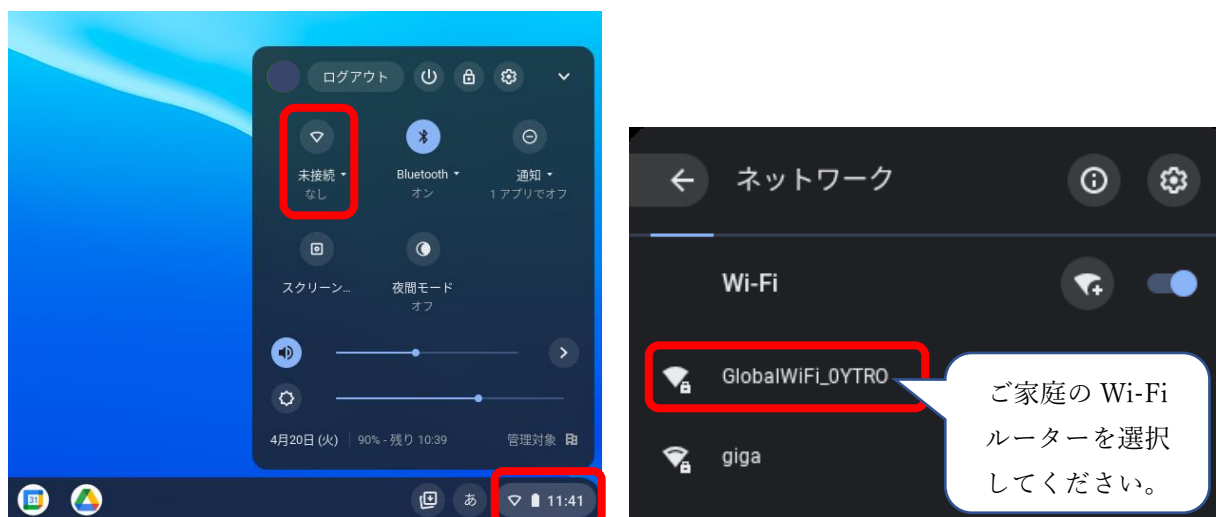 ログアウト
未接続
なし
Bluetooth
オン
通知
1 アプリでオフ
スクリーン...
夜間モード
オフ
4月20日 (火) 90% - 残り 10:39 管理対象
31
あ
11:41
ネットワーク
Wi-Fi
GlobalWiFi_0YTRO
giga
ご家庭の Wi-Fi
ルーターを選択
してください。